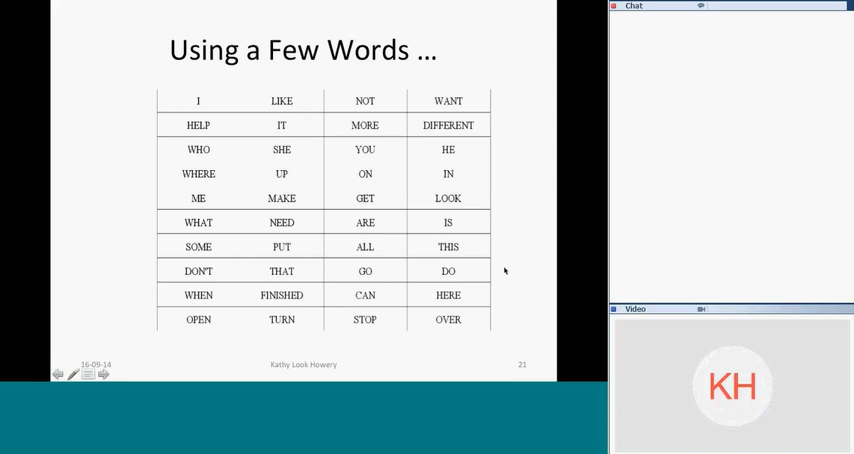 Using a Few Words ...
I LIKE NOT WANT
HELP IT MORE DIFFERENT
WHO SHE YOU HE
WHERE UP ON IN
ME MAKE GET LOOK
WHAT NEED ARE IS
SOME PUT ALL THIS
DON'T THAT GO DO
WHEN FINISHED CAN HERE
OPEN TURN STOP OVER
16-09-14 Kathy Look Howery 21
Chat
Video
KH